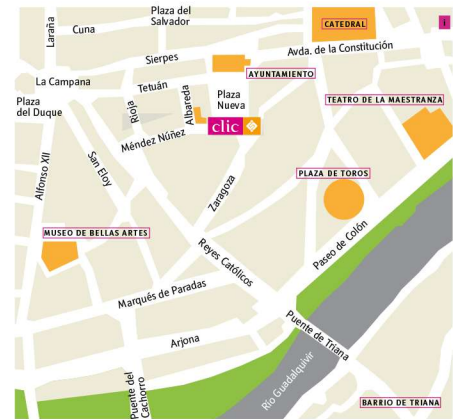 Plaza del
Salvador
Laraña
Cuna
CATEDRAL
i
Avda. de la Constitución
Sierpes
AYUNTAMIENTO
La Campana
Tetuán
Plaza
Nueva
Albareda
Rioja
TEATRO DE LA MAESTRANZA
Plaza
del Duque
clic
Méndez Núñez
San Eloy
Alfonso XII
Zaragoza
PLAZA DE TOROS
MUSEO DE BELLAS ARTES
Paseo de Colón
Reyes Católicos
Marqués de Paradas
Puente de Triana
Arjona
Río Guadalquivir
Puente del
Cachorro
BARRIO DE TRIANA